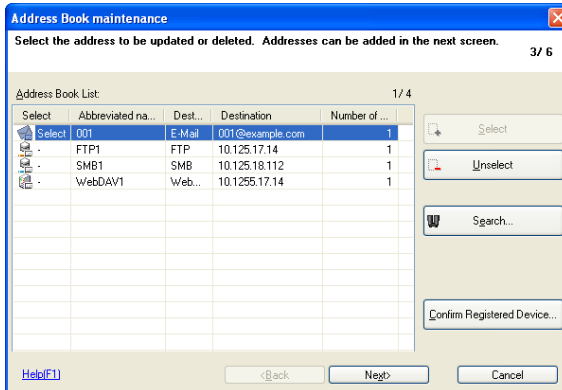 Address Book maintenance
Select the address to be updated or deleted. Addresses can be added in the next screen.
3/ 6
Address Book List:
1/ 4
Select Abbreviated na... Dest... Destination Number of ...
Select 001 E-Mail 001@example.com 1
- FTP1 FTP 10.125.17.14 1
- SMB1 SMB 10.125.18.112 1
- WebDAV1 Web... 10.1255.17.14 1
Select
Unselect
Search...
Confirm Registered Device...
Help(F1)
<Back
Next>
Cancel